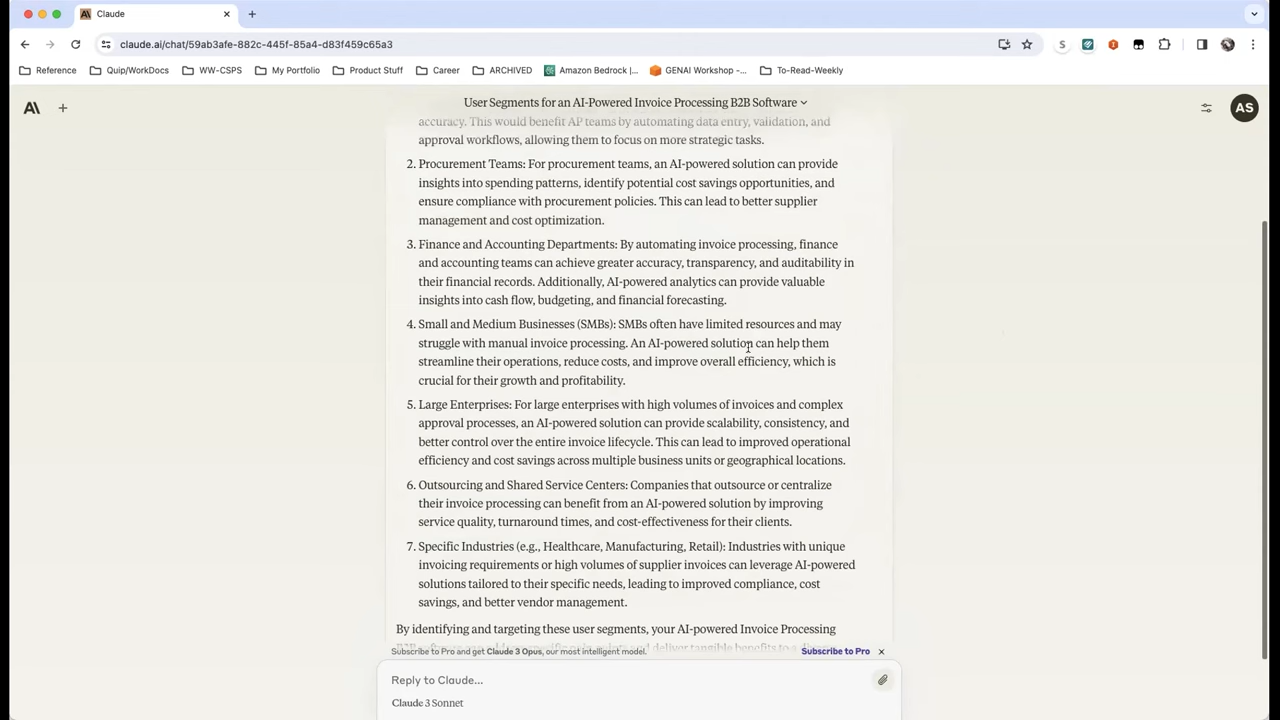 Claude
claude.ai/chat/59ab3afe-882c-445f-85a4-d83f459c65a3
S
Reference
Quip/WorkDocs
WW-CSPS
My Portfolio
Product Stuff
Career
ARCHIVED
Amazon Bedrock |...
GENAI Workshop –...
To-Read-Weekly
User Segments for an AI-Powered Invoice Processing B2B Software
AS
accuracy. This would benefit AP teams by automating data entry, validation, and
approval workflows, allowing them to focus on more strategic tasks.
2. Procurement Teams: For procurement teams, an AI-powered solution can provide
insights into spending patterns, identify potential cost savings opportunities, and
ensure compliance with procurement policies. This can lead to better supplier
management and cost optimization.
3. Finance and Accounting Departments: By automating invoice processing, finance
and accounting teams can achieve greater accuracy, transparency, and auditability in
their financial records. Additionally, AI-powered analytics can provide valuable
insights into cash flow, budgeting, and financial forecasting.
4. Small and Medium Businesses (SMBs): SMBs often have limited resources and may
struggle with manual invoice processing. An AI-powered solution can help them
streamline their operations, reduce costs, and improve overall efficiency, which is
crucial for their growth and profitability.
5. Large Enterprises: For large enterprises with high volumes of invoices and complex
approval processes, an AI-powered solution can provide scalability, consistency, and
better control over the entire invoice lifecycle. This can lead to improved operational
efficiency and cost savings across multiple business units or geographical locations.
6. Outsourcing and Shared Service Centers: Companies that outsource or centralize
their invoice processing can benefit from an AI-powered solution by improving
service quality, turnaround times, and cost-effectiveness for their clients.
7. Specific Industries (e.g., Healthcare, Manufacturing, Retail): Industries with unique
invoicing requirements or high volumes of supplier invoices can leverage AI-powered
solutions tailored to their specific needs, leading to improved compliance, cost
savings, and better vendor management.
By identifying and targeting these user segments, your AI-powered Invoice Processing
Subscribe to Pro and get Claude 3 Opus, our most intelligent model.
Subscribe to Pro
Reply to Claude...
Claude 3 Sonnet